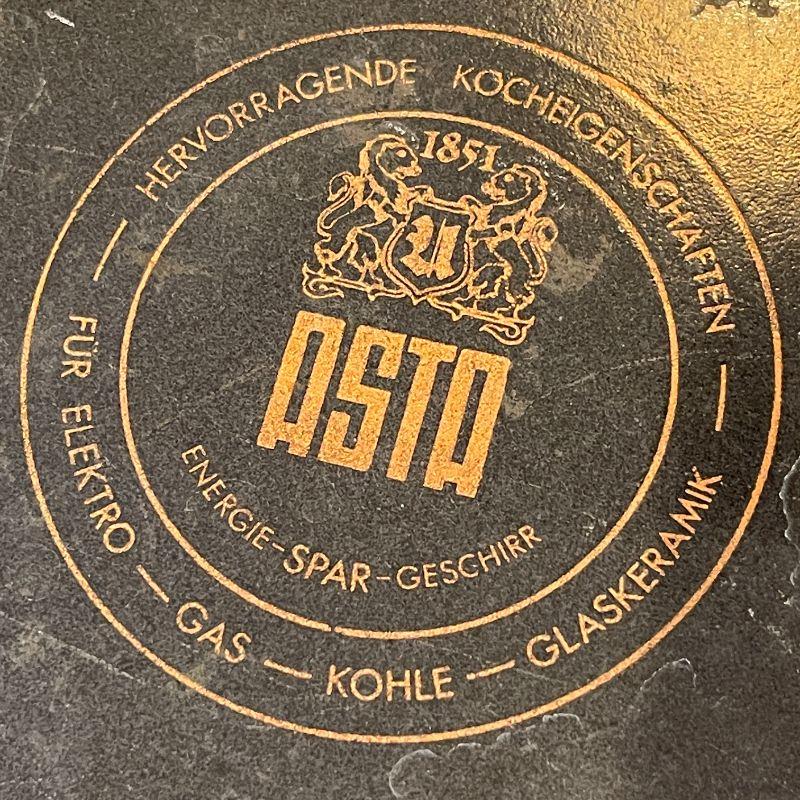 HERVORRAGENDE KOCHEIGENSCHAFTEN
1851
U
ASTA
ENERGIE-SPAR-GESCHIRR
FÜR ELEKTRO — GAS — KOHLE — GLASKERAMIK